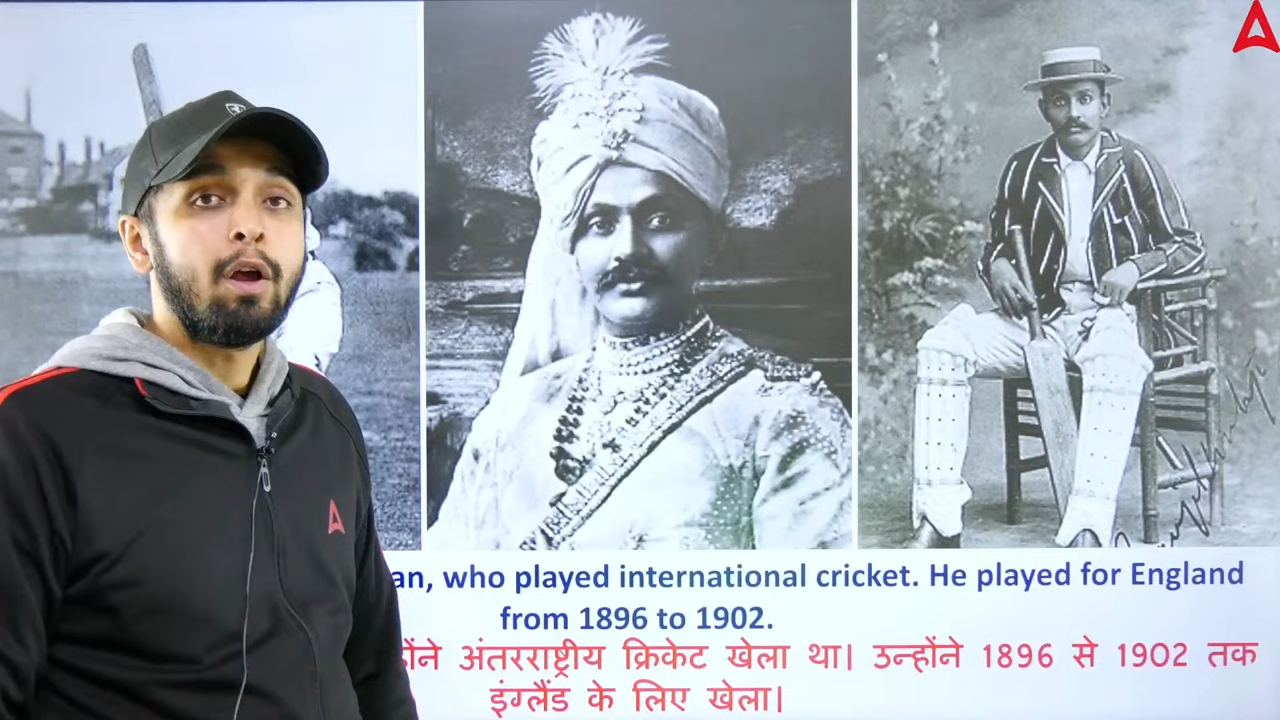 an, who played international cricket. He played for England
from 1896 to 1902.
अंतरराष्ट्रीय क्रिकेट खेला था। उन्होंने 1896 से 1902 तक
इंग्लैंड के लिए खेला।